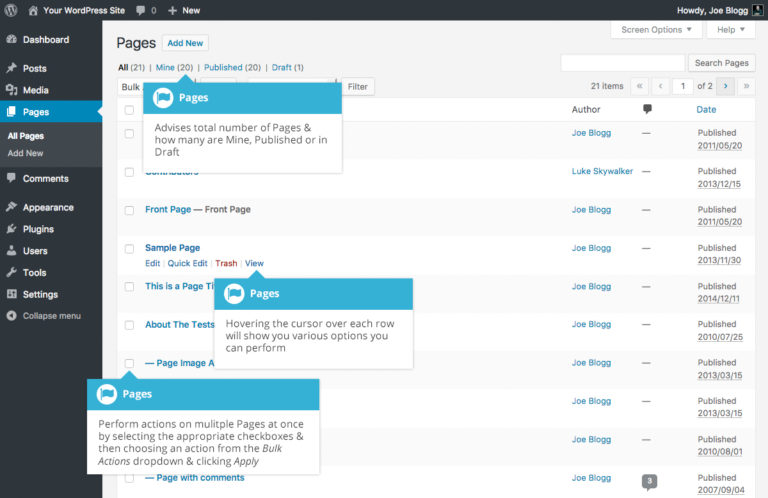 Your WordPress Site 0 New Howdy, Joe Blogg
Screen Options Help
Dashboard
Posts
Media
Pages
All Pages
Add New
Comments
Appearance
Plugins
Users
Tools
Settings
Collapse menu
Pages Add New
All (21) | Mine (20) | Published (20) | Draft (1)
Search Pages
Bulk Filter 21 items « ‹ 1 of 2 › »
Pages
Advises total number of Pages &
how many are Mine, Published or in
Draft
Author Date
Joe Blogg — Published
2011/05/20
Contributors Luke Skywalker — Published
2013/12/15
Front Page — Front Page Joe Blogg — Published
2011/05/20
Sample Page Joe Blogg — Published
Edit | Quick Edit | Trash | View 2013/11/30
This is a Page Ti Joe Blogg — Published
2014/12/11
Pages
Hovering the cursor over each row
will show you various options you
can perform
About The Tests Joe Blogg — Published
2010/07/25
— Page Image A Joe Blogg — Published
2013/03/15
Joe Blogg — Published
2013/03/15
Joe Blogg — Published
2010/08/01
Pages
Perform actions on mulitple Pages at once
by selecting the appropriate checkboxes &
then choosing an action from the Bulk
Actions dropdown & clicking Apply
— Page with comments Joe Blogg 3 Published
2007/09/04